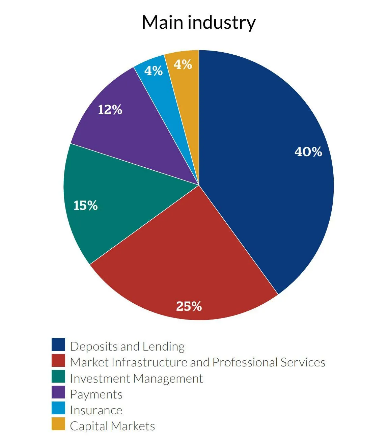 Main industry
4%
4%
12%
40%
15%
25%
Deposits and Lending
Market Infrastructure and Professional Services
Investment Management
Payments
Insurance
Capital Markets